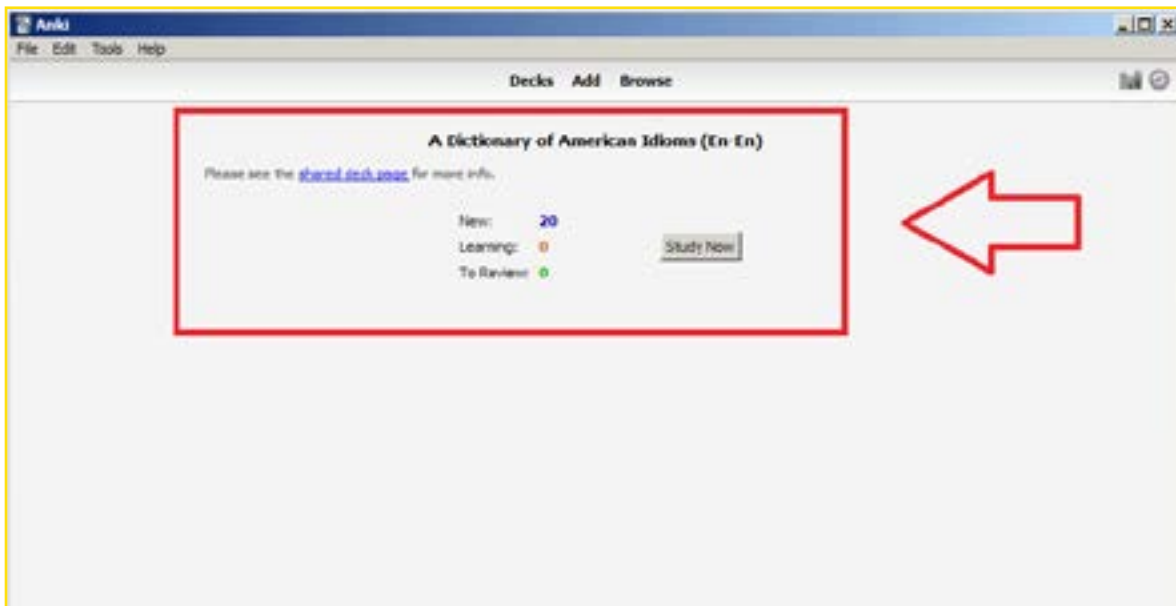 Anki
File Edit Tools Help
Decks Add Browse
A Dictionary of American Idioms (En-En)
Please see the shared deck page for more info.
New: 20
Learning: 0
Study Now
To Review: 0